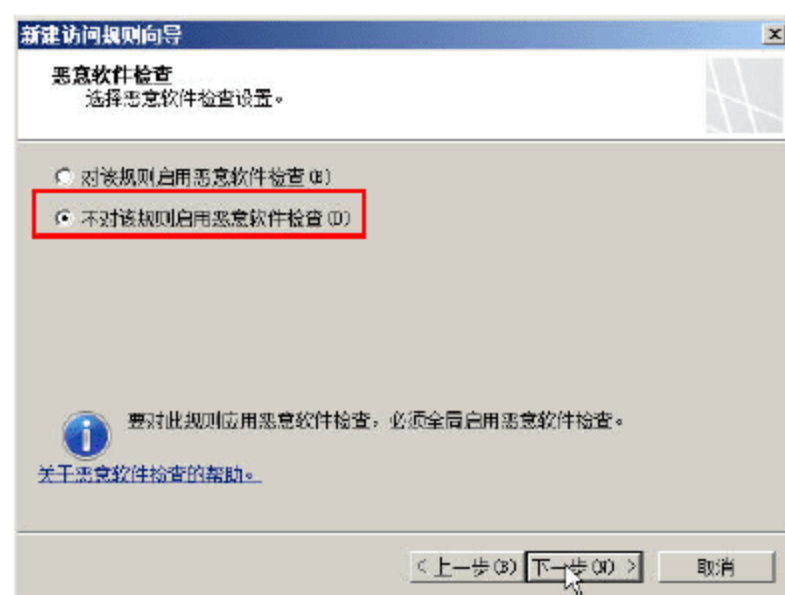 新建访问规则向导
恶意软件检查
选择恶意软件检查设置。
对该规则启用恶意软件检查(E)
不对该规则启用恶意软件检查(D)
要对此规则应用恶意软件检查，必须全局启用恶意软件检查。
关于恶意软件检查的帮助。
< 上一步(B) 下一步(N) > 取消